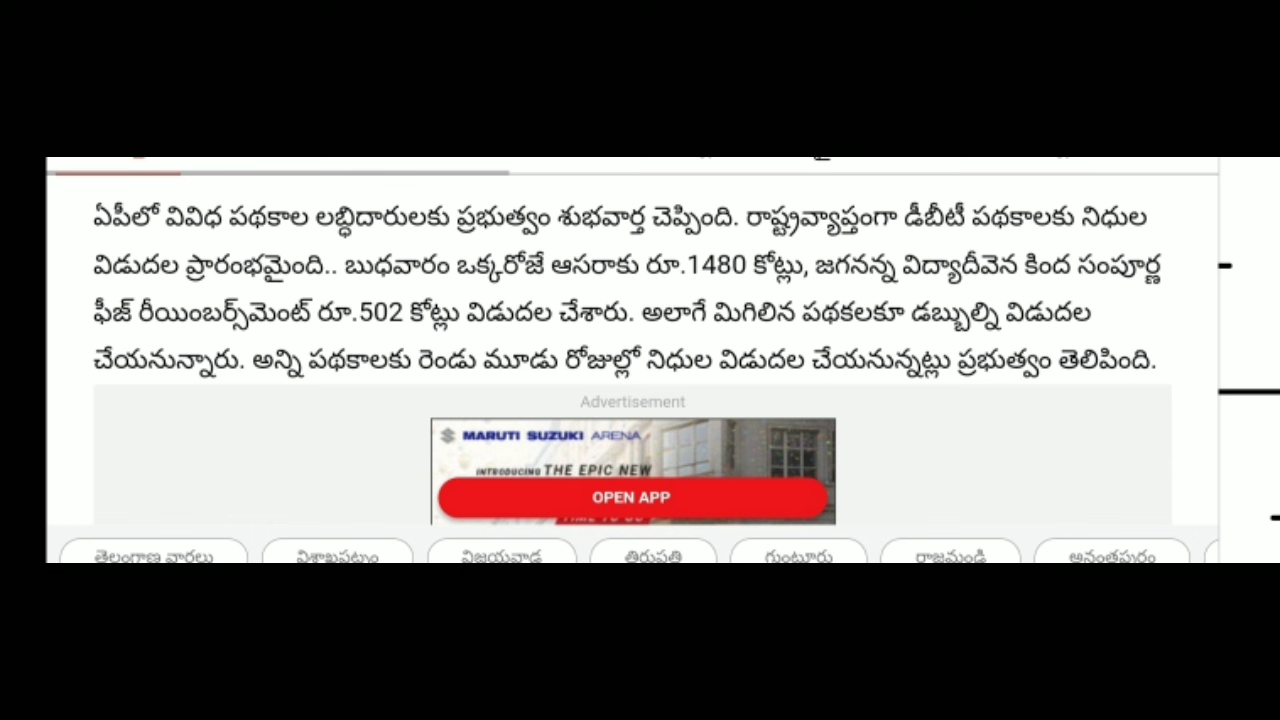 ఏపీలో వివిధ పథకాల లబ్ధిదారులకు ప్రభుత్వం శుభవార్త చెప్పింది. రాష్ట్రవ్యాప్తంగా డీబీటీ పథకాలకు నిధుల
విడుదల ప్రారంభమైంది.. బుధవారం ఒక్కరోజే ఆసరాకు రూ.1480 కోట్లు, జగనన్న విద్యాదీవెన కింద సంపూర్ణ
ఫీజ్ రీయింబర్స్‌మెంట్ రూ.502 కోట్లు విడుదల చేశారు. అలాగే మిగిలిన పథకలకూ డబ్బుల్ని విడుదల
చేయనున్నారు. అన్ని పథకాలకు రెండు మూడు రోజుల్లో నిధుల విడుదల చేయనున్నట్లు ప్రభుత్వం తెలిపింది.
Advertisement
MARUTI SUZUKI ARENA
INTRODUCING THE EPIC NEW
OPEN APP
తెలంగాణ వార్తలు విశాఖపట్నం విజయవాడ తిరుపతి గుంటూరు రాజమండ్రి అనంతపురం